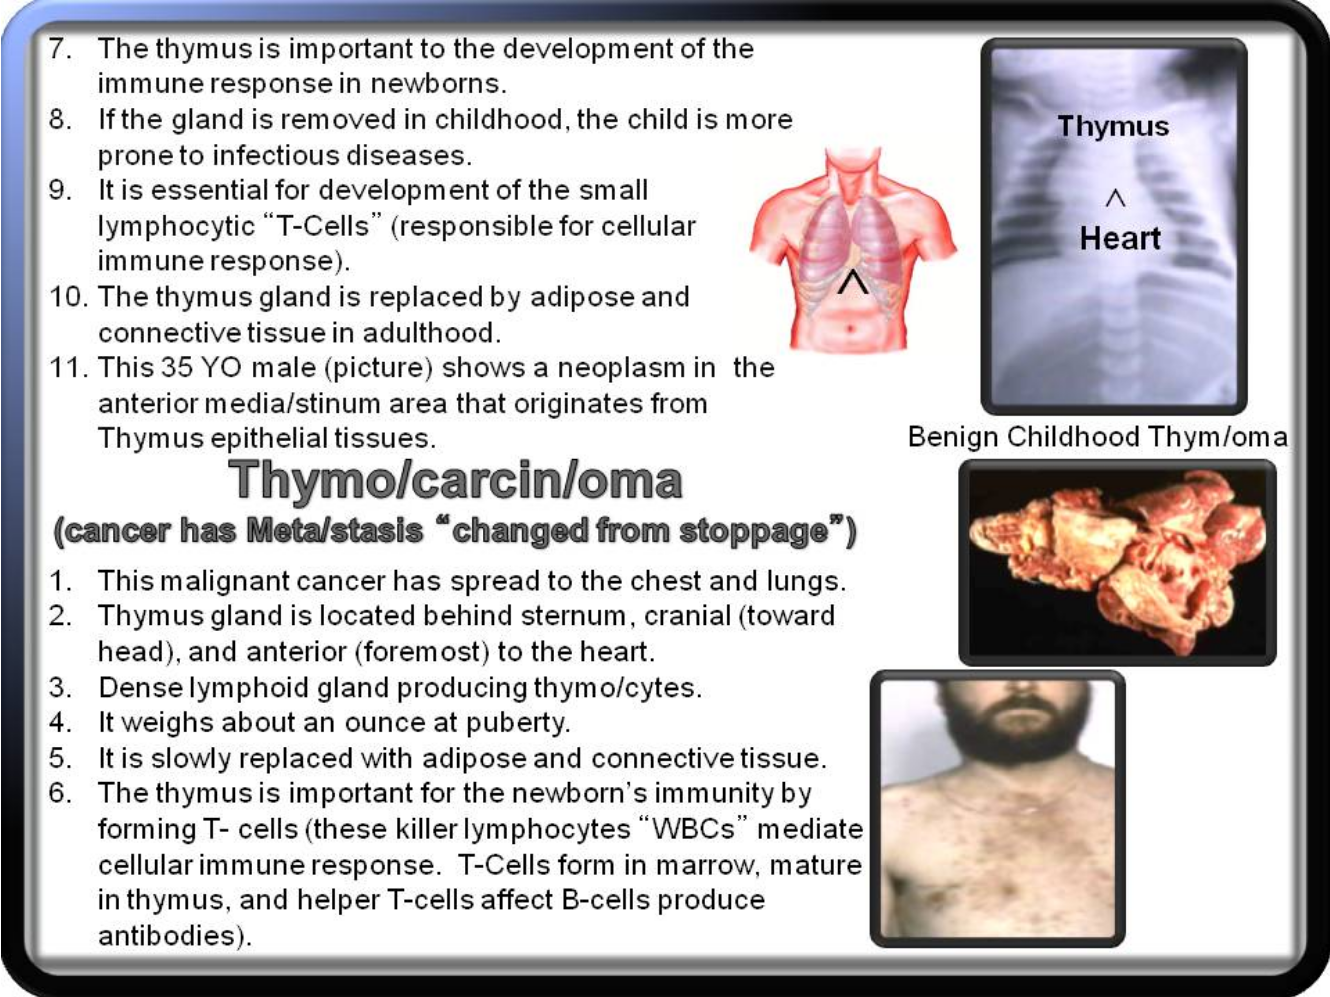 7. The thymus is important to the development of the
immune response in newborns.
8. If the gland is removed in childhood, the child is more
prone to infectious diseases.
9. It is essential for development of the small
lymphocytic “T-Cells” (responsible for cellular
immune response).
10. The thymus gland is replaced by adipose and
connective tissue in adulthood.
11. This 35 YO male (picture) shows a neoplasm in the
anterior media/stinum area that originates from
Thymus epithelial tissues.
Thymus
^
Heart
^
Benign Childhood Thym/oma
Thymo/carcin/oma
(cancer has Meta/stasis “changed from stoppage”)
1. This malignant cancer has spread to the chest and lungs.
2. Thymus gland is located behind sternum, cranial (toward
head), and anterior (foremost) to the heart.
3. Dense lymphoid gland producing thymo/cytes.
4. It weighs about an ounce at puberty.
5. It is slowly replaced with adipose and connective tissue.
6. The thymus is important for the newborn’s immunity by
forming T- cells (these killer lymphocytes “WBCs” mediate
cellular immune response. T-Cells form in marrow, mature
in thymus, and helper T-cells affect B-cells produce
antibodies).